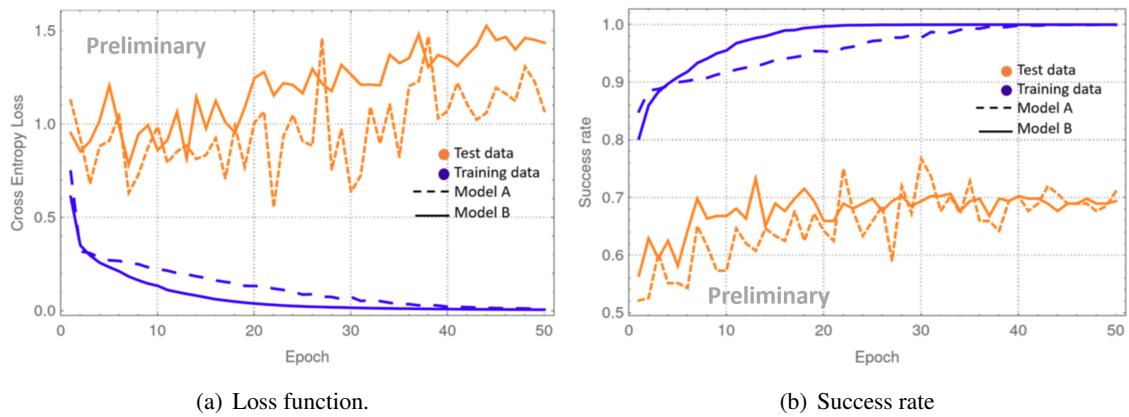 Preliminary
Cross Entropy Loss
1.5
1.0
0.5
0.0
Test data
Training data
Model A
Model B
0
10
20
30
40
50
Epoch
(a) Loss function.
Success rate
1.0
0.9
0.8
0.7
0.6
0.5
Test data
Training data
Model A
Model B
Preliminary
0
10
20
30
40
50
Epoch
(b) Success rate